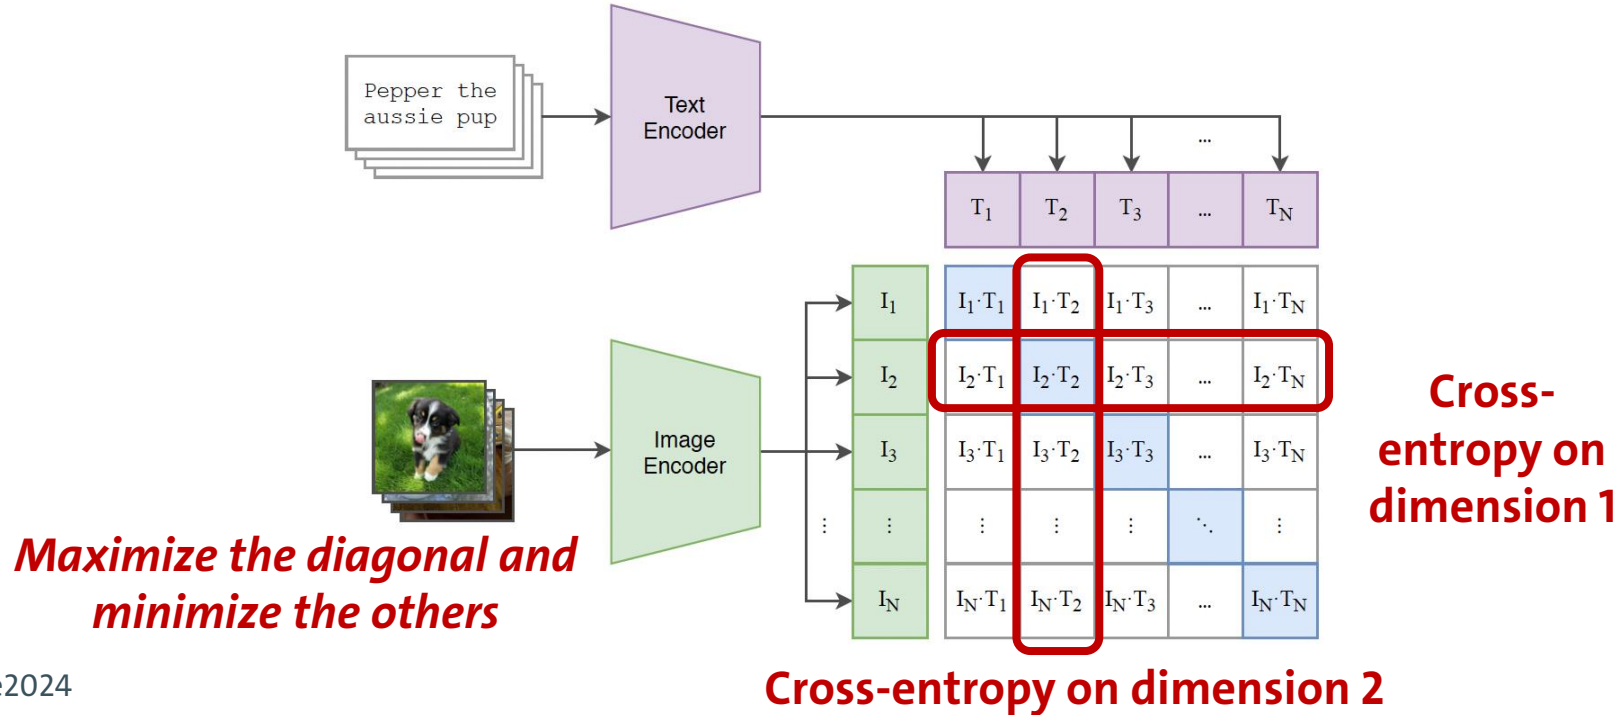 Pepper the
aussie pup
Text
Encoder
...
T1 T2 T3 ... TN
I1 I1·T1 I1·T2 I1·T3 ... I1·TN
I2 I2·T1 I2·T2 I2·T3 ... I2·TN
Cross-
entropy on
dimension 1
Image
Encoder
I3 I3·T1 I3·T2 I3·T3 ... I3·TN
⋮ ⋮ ⋮ ⋮ ⋮ ⋱ ⋮
IN IN·T1 IN·T2 IN·T3 ... IN·TN
Maximize the diagonal and
minimize the others
Cross-entropy on dimension 2
e2024